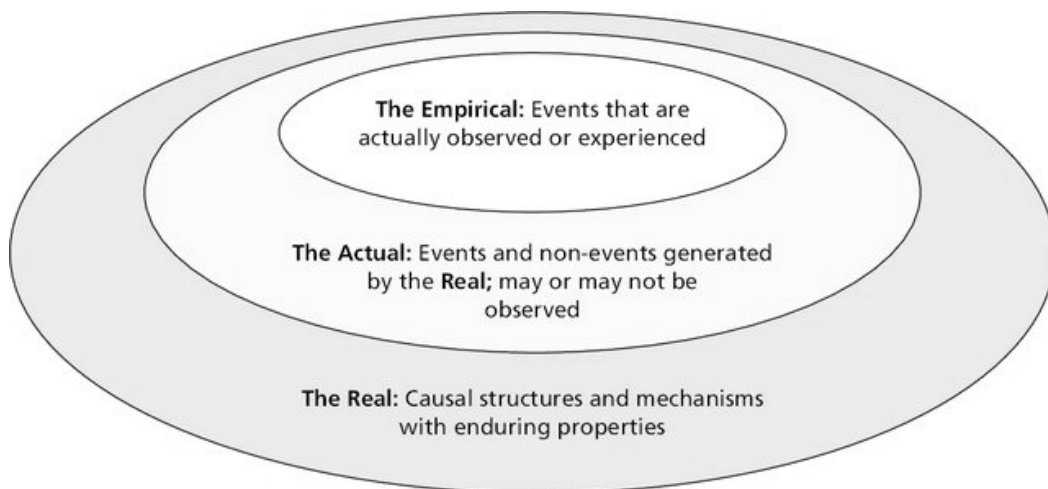 The Empirical: Events that are
actually observed or experienced
The Actual: Events and non-events generated
by the Real; may or may not be
observed
The Real: Causal structures and mechanisms
with enduring properties